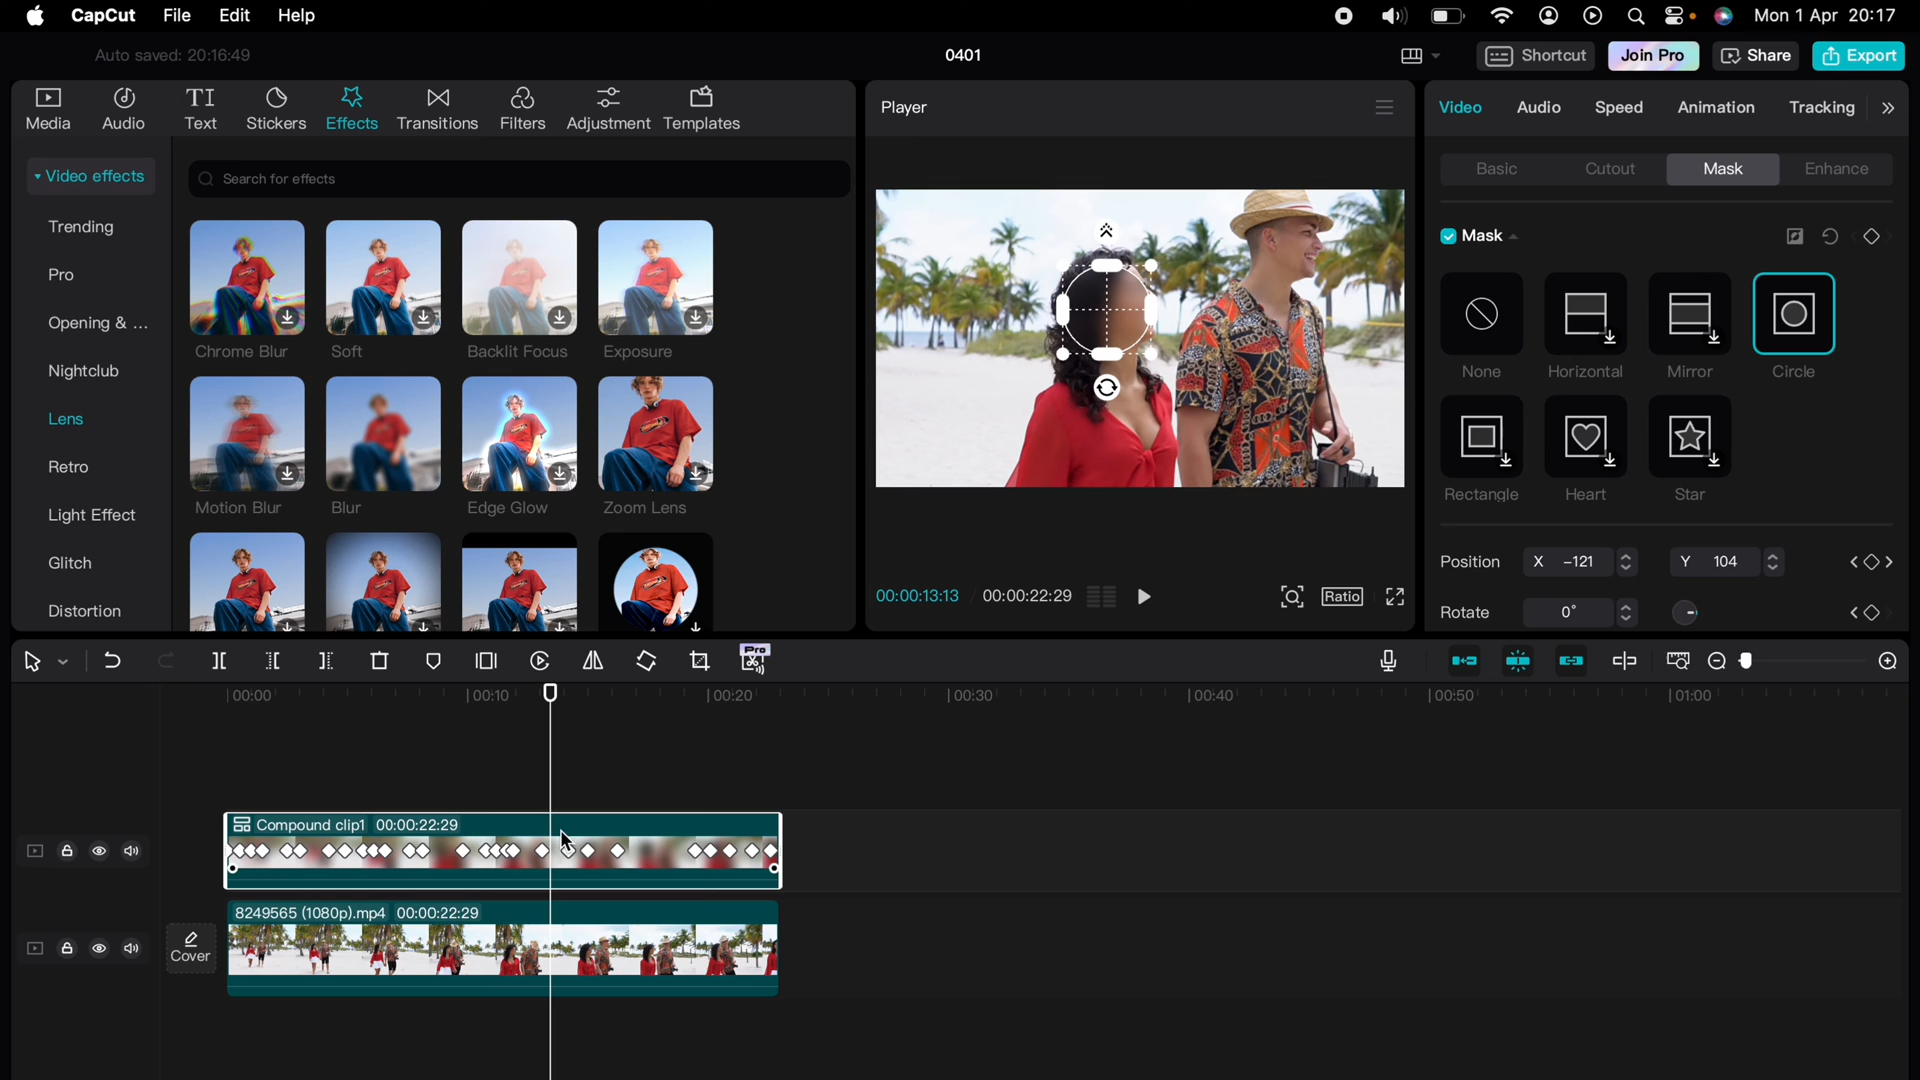 CapCut File Edit Help Mon 1 Apr 20:17
Auto saved: 20:16:49 0401 Shortcut Join Pro Share Export
Media Audio TI Text Stickers Effects Transitions Filters Adjustment Templates
Player
Video Audio Speed Animation Tracking
Video effects
Search for effects
Basic Cutout Mask Enhance
Trending
Pro
Opening & ...
Nightclub
Lens
Retro
Light Effect
Glitch
Distortion
Chrome Blur Soft Backlit Focus Exposure
Motion Blur Blur Edge Glow Zoom Lens
Mask
None Horizontal Mirror Circle
Rectangle Heart Star
Position X -121 Y 104
Rotate 0°
00:00:13:13 / 00:00:22:29 Ratio
Pro
00:00 00:10 00:20 00:30 00:40 00:50 01:00
Compound clip1 00:00:22:29
8249565 (1080p).mp4 00:00:22:29
Cover